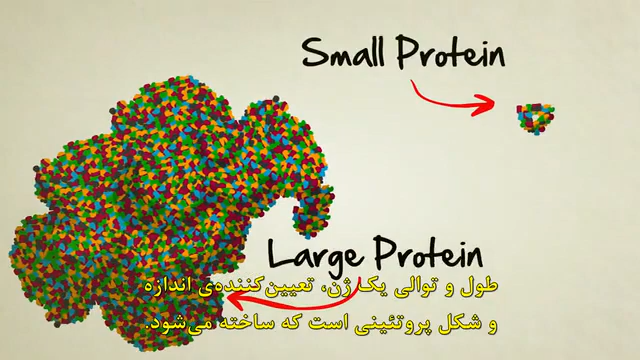 Small Protein
Large Protein
طول و توالی یک ژن، تعیین‌کننده‌ی اندازه
و شکل پروتئینی است که ساخته می‌شود.